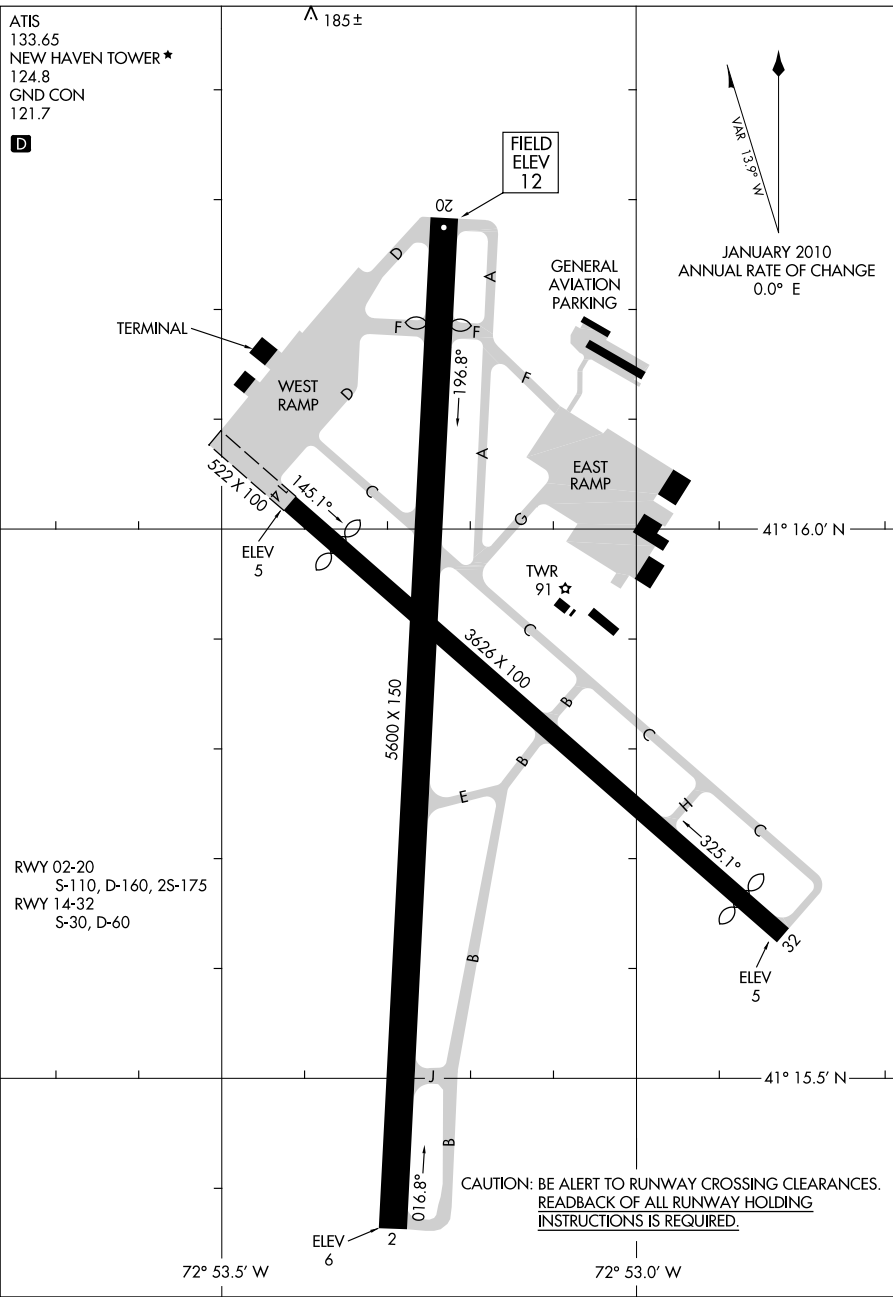 ATIS
133.65
NEW HAVEN TOWER★
124.8
GND CON
121.7
D
185±
FIELD
ELEV
12
VAR 13.9° W
JANUARY 2010
ANNUAL RATE OF CHANGE
0.0° E
20
D
A
GENERAL
AVIATION
PARKING
TERMINAL
F
F
196.8°
F
WEST
RAMP
D
A
EAST
RAMP
522 X 100
14
145.1°
C
G
41° 16.0' N
ELEV
5
TWR
91
C
3626 X 100
5600 X 150
B
C
B
E
H
C
325.1°
RWY 02-20
S-110, D-160, 2S-175
RWY 14-32
S-30, D-60
32
ELEV
5
B
J
41° 15.5' N
B
016.8°
CAUTION: BE ALERT TO RUNWAY CROSSING CLEARANCES.
READBACK OF ALL RUNWAY HOLDING
INSTRUCTIONS IS REQUIRED.
ELEV
6
2
72° 53.5' W
72° 53.0' W